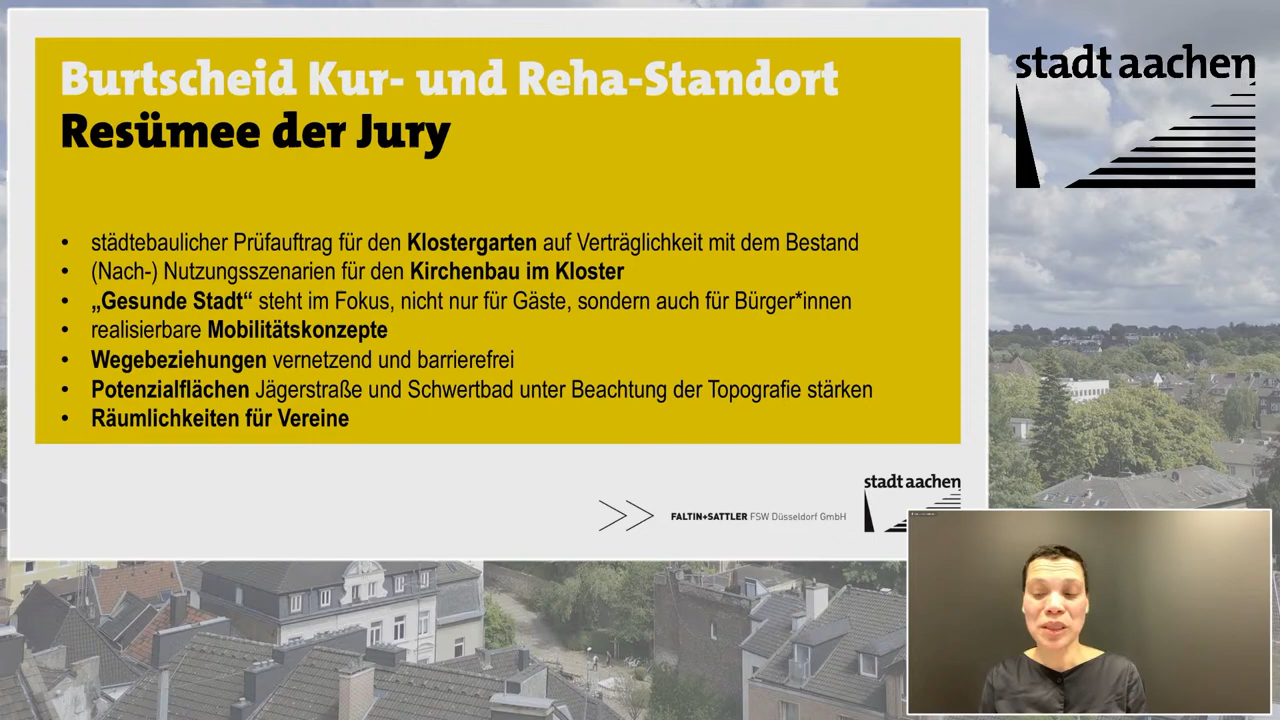 Burtscheid Kur- und Reha-Standort
Resümee der Jury
• städtebaulicher Prüfauftrag für den Klostergarten auf Verträglichkeit mit dem Bestand
• (Nach-) Nutzungsszenarien für den Kirchenbau im Kloster
• „Gesunde Stadt“ steht im Fokus, nicht nur für Gäste, sondern auch für Bürger*innen
• realisierbare Mobilitätskonzepte
• Wegebeziehungen vernetzend und barrierefrei
• Potenzialflächen Jägerstraße und Schwertbad unter Beachtung der Topografie stärken
• Räumlichkeiten für Vereine
FALTIN+SATTLER FSW Düsseldorf GmbH
stadt aachen
stadt aachen